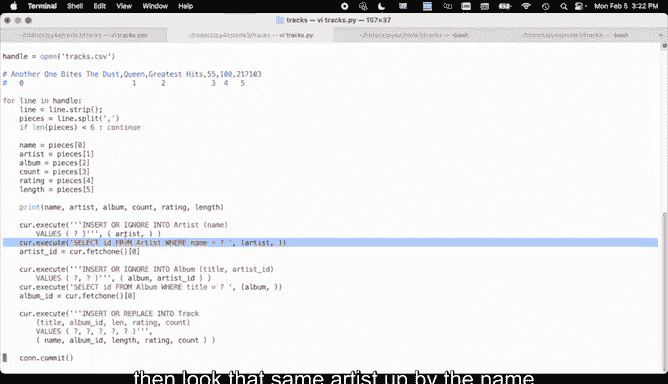 Terminal Shell Edit View Window Help Mon Feb 5 3:22 PM
tracks — vi tracks.py — 157×37
handle = open('tracks.csv')
# Another One Bites The Dust,Queen,Greatest Hits,55,100,217103
# 0 1 2 3 4 5
for line in handle:
line = line.strip();
pieces = line.split(',')
if len(pieces) < 6 : continue
name = pieces[0]
artist = pieces[1]
album = pieces[2]
count = pieces[3]
rating = pieces[4]
length = pieces[5]
print(name, artist, album, count, rating, length)
cur.execute('''INSERT OR IGNORE INTO Artist (name)
VALUES ( ? )''', ( artist, ) )
cur.execute('SELECT id FROM Artist WHERE name = ? ', (artist, ))
artist_id = cur.fetchone()[0]
cur.execute('''INSERT OR IGNORE INTO Album (title, artist_id)
VALUES ( ?, ? )''', ( album, artist_id ) )
cur.execute('SELECT id FROM Album WHERE title = ? ', (album, ))
album_id = cur.fetchone()[0]
cur.execute('''INSERT OR REPLACE INTO Track
(title, album_id, len, rating, count)
VALUES ( ?, ?, ?, ?, ? )''',
( name, album_id, length, rating, count ) )
conn.commit()
then look that same artist up by the name